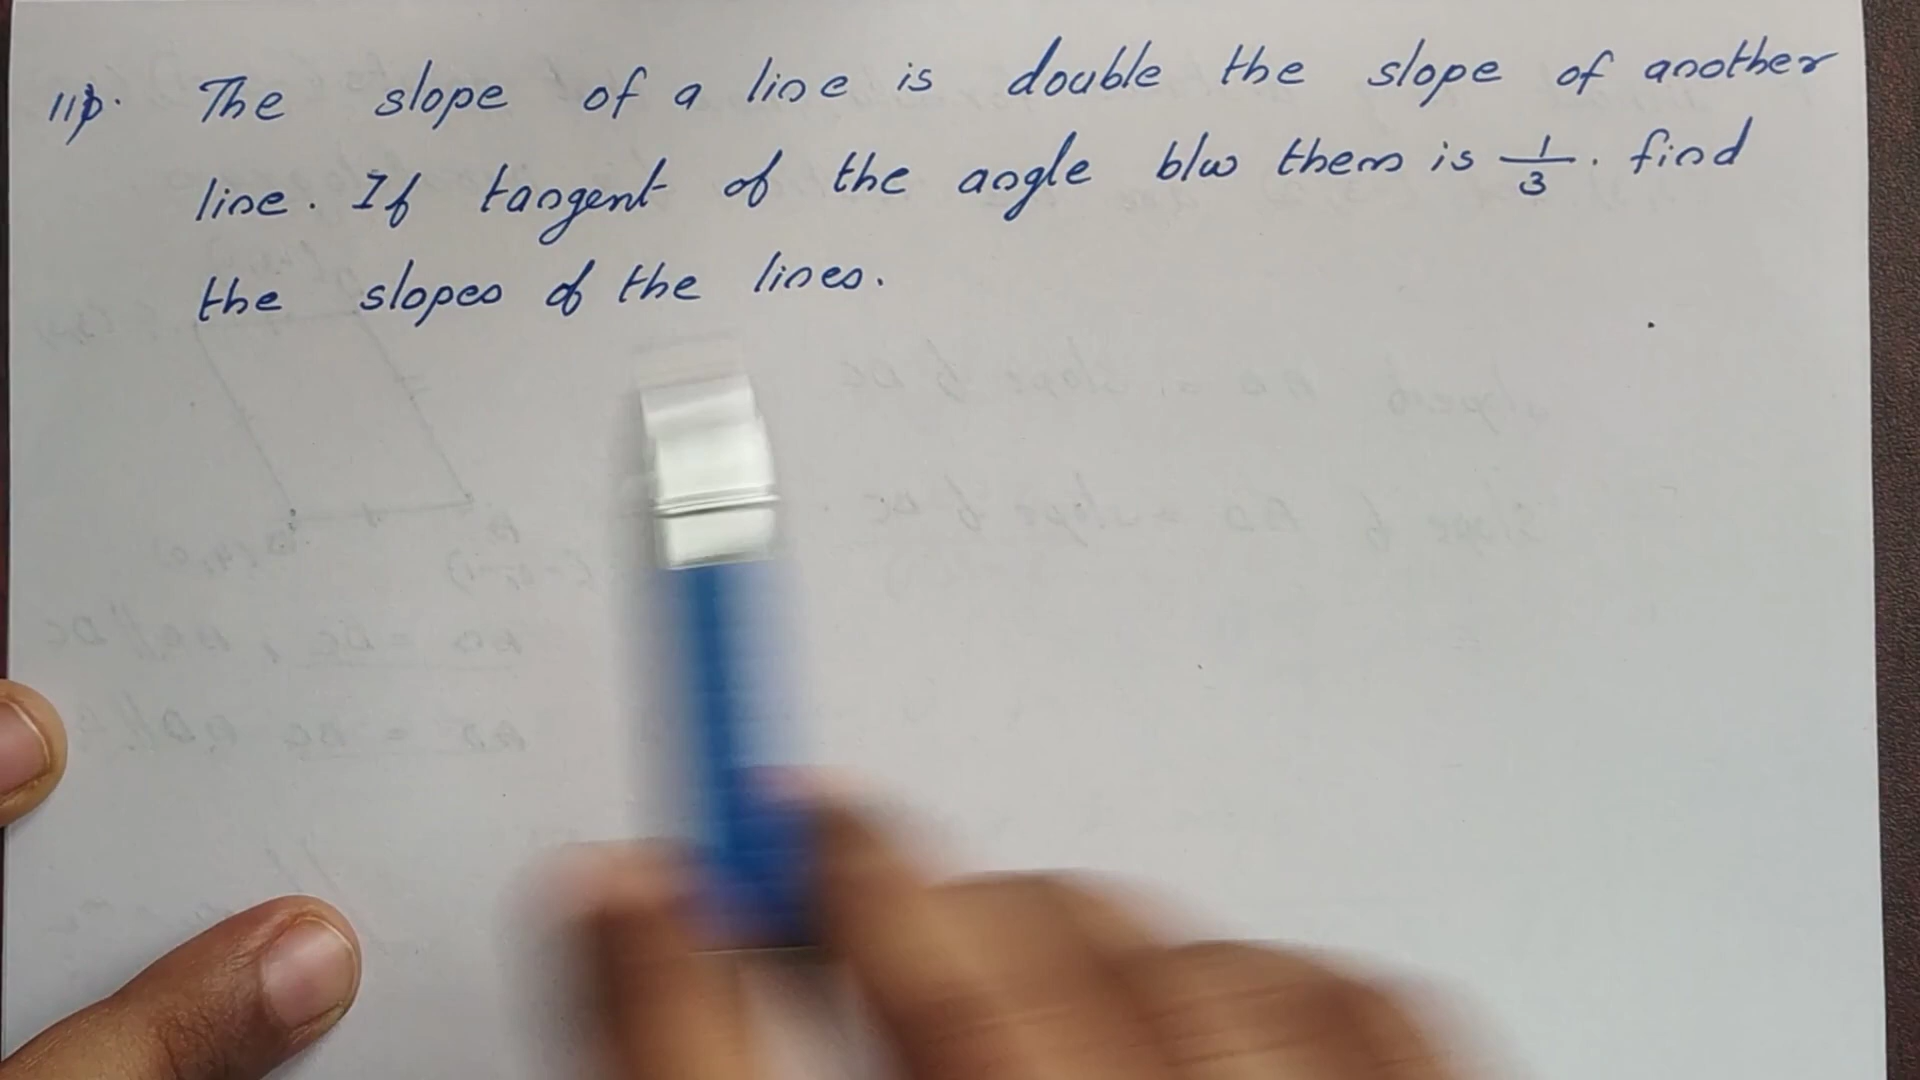 11). The slope of a line is double the slope of another
line. If tangent of the angle b/w them is 1/3. find
the slopes of the lines.